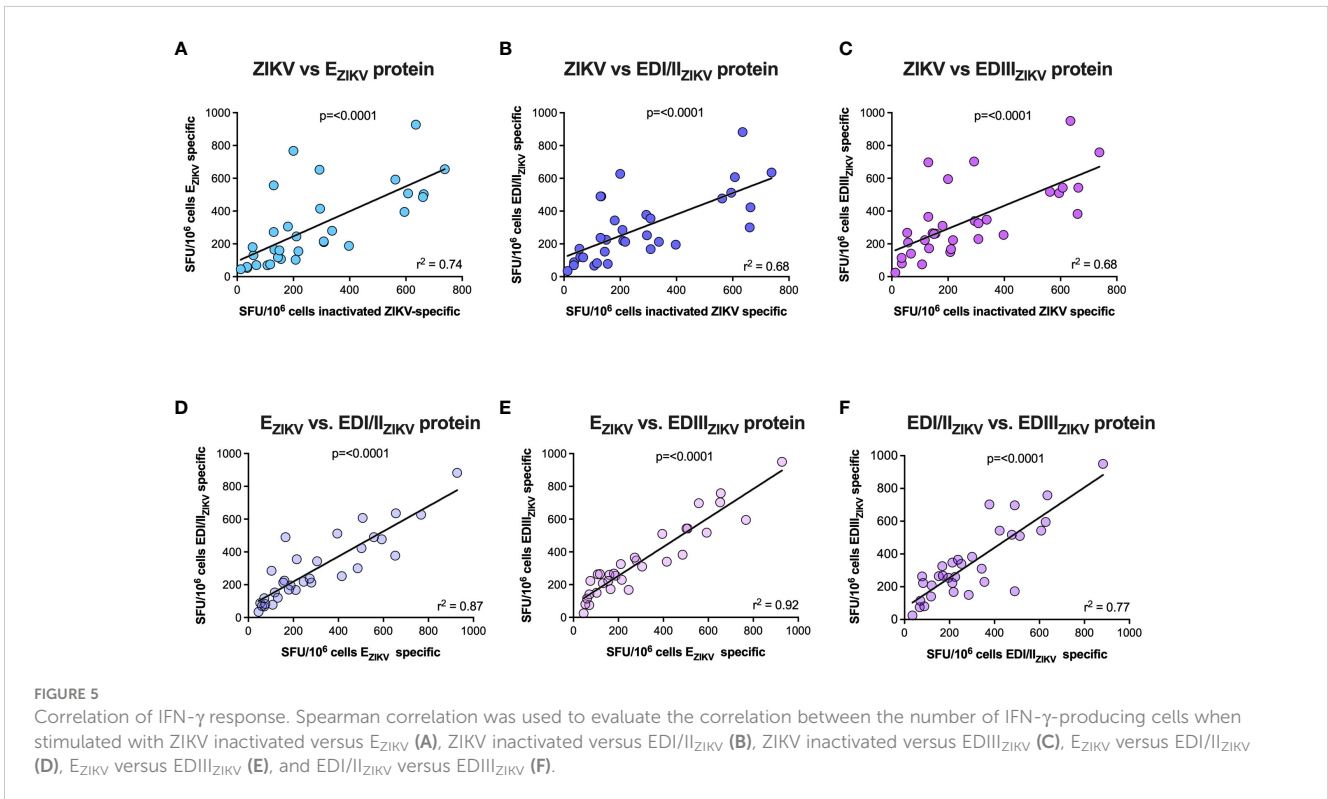 A
ZIKV vs EZIKV protein
p=<0.0001
SFU/10⁶ cells EZIKV specific
1000
800
600
400
200
0
0 200 400 600 800
r² = 0.74
SFU/10⁶ cells inactivated ZIKV-specific
B
ZIKV vs EDI/IIZIKV protein
p=<0.0001
SFU/10⁶ cells EDI/IIZIKV specific
1000
800
600
400
200
0
0 200 400 600 800
r² = 0.68
SFU/10⁶ cells inactivated ZIKV specific
C
ZIKV vs EDIIIZIKV protein
p=<0.0001
SFU/10⁶ cells EDIIIZIKV specific
1000
800
600
400
200
0
0 200 400 600 800
r² = 0.68
SFU/10⁶ cells inactivated ZIKV specific
D
EZIKV vs. EDI/IIZIKV protein
p=<0.0001
SFU/10⁶ cells EDI/IIZIKV specific
1000
800
600
400
200
0
0 200 400 600 800 1000
r² = 0.87
SFU/10⁶ cells EZIKV specific
E
EZIKV vs. EDIIIZIKV protein
p=<0.0001
SFU/10⁶ cells EDIIIZIKV specific
1000
800
600
400
200
0
0 200 400 600 800 1000
r² = 0.92
SFU/10⁶ cells EZIKV specific
F
EDI/IIZIKV vs. EDIIIZIKV protein
p=<0.0001
SFU/10⁶ cells EDIIIZIKV specific
1000
800
600
400
200
0
0 200 400 600 800 1000
r² = 0.77
SFU/10⁶ cells EDI/IIZIKV specific
FIGURE 5
Correlation of IFN-γ response. Spearman correlation was used to evaluate the correlation between the number of IFN-γ-producing cells when
stimulated with ZIKV inactivated versus EZIKV (A), ZIKV inactivated versus EDI/IIZIKV (B), ZIKV inactivated versus EDIIIZIKV (C), EZIKV versus EDI/IIZIKV
(D), EZIKV versus EDIIIZIKV (E), and EDI/IIZIKV versus EDIIIZIKV (F).